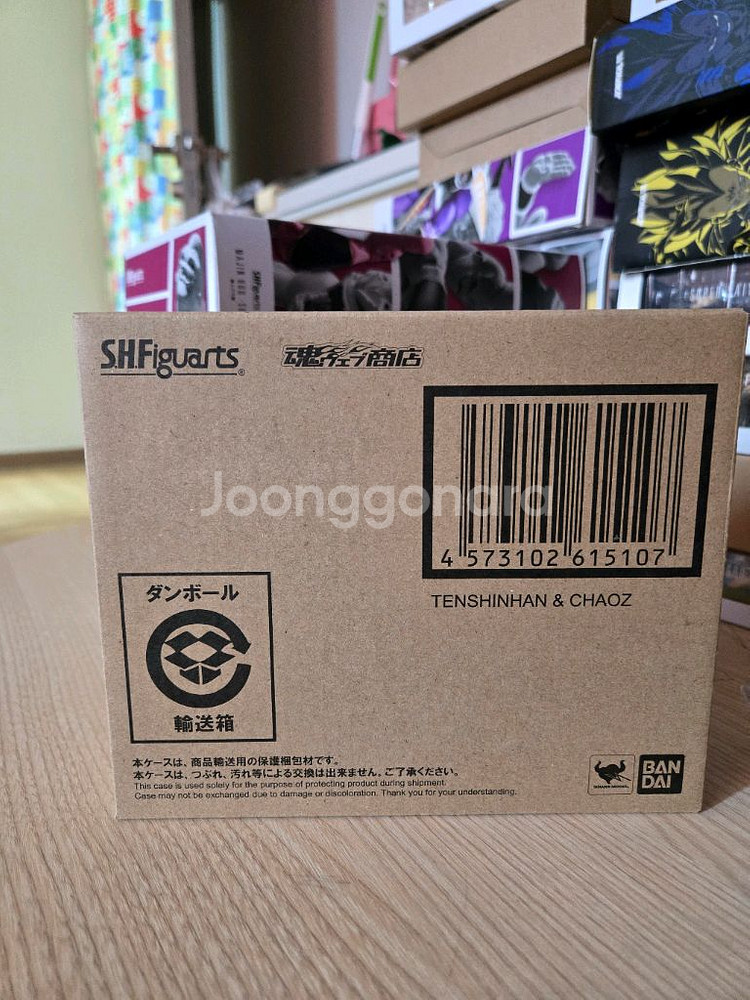 S.H.Figuarts®
魂ウェブ商店
Joonggonara
4 573102 615107
TENSHINHAN & CHAOZ
ダンボール
輸送箱
本ケースは、商品輸送用の保護梱包材です。
本ケースは、つぶれ、汚れ等による交換は出来ません。ご了承ください。
This case is used solely for the purpose of protecting product during shipment.
Case may not be exchanged due to damage or discoloration. Thank you for your understanding.
BAN
DAI